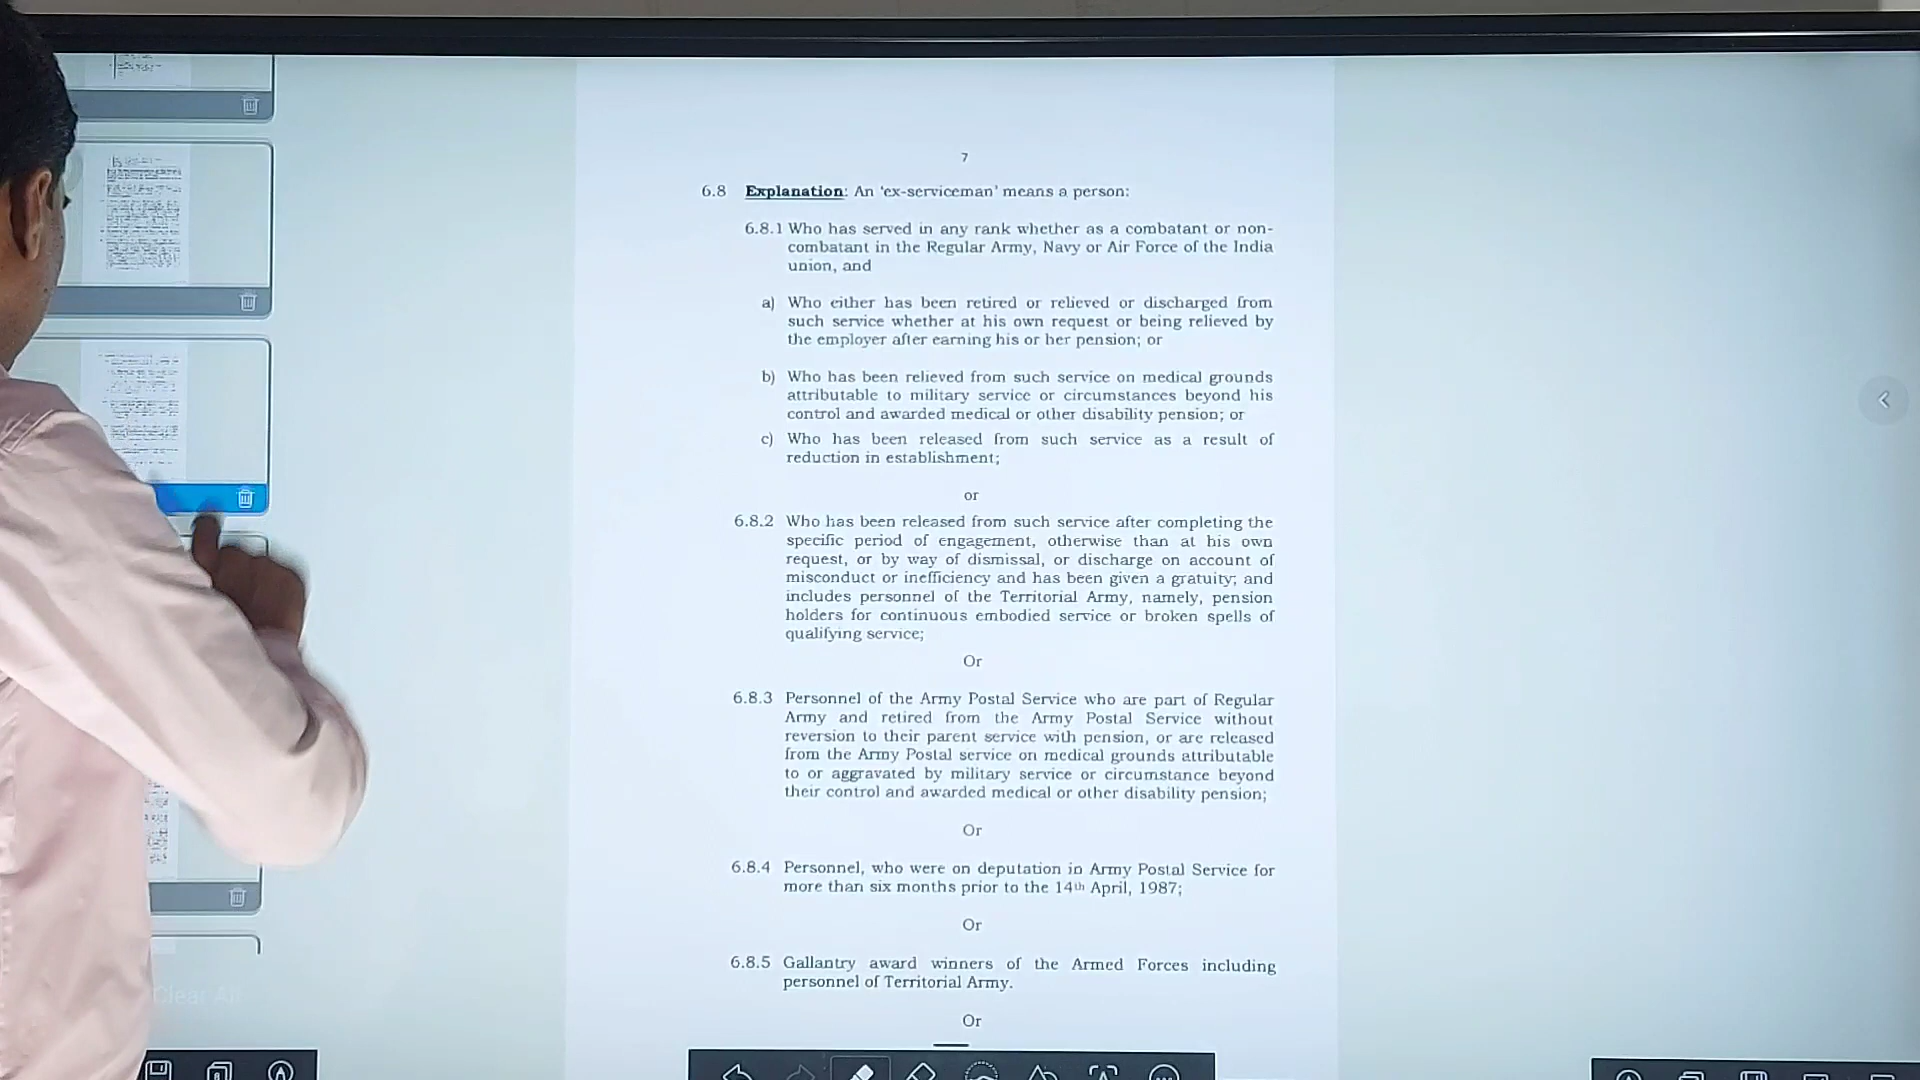 7
6.8 Explanation: An 'ex-serviceman' means a person:
6.8.1 Who has served in any rank whether as a combatant or non-
combatant in the Regular Army, Navy or Air Force of the India
union, and
a) Who either has been retired or relieved or discharged from
such service whether at his own request or being relieved by
the employer after earning his or her pension; or
b) Who has been relieved from such service on medical grounds
attributable to military service or circumstances beyond his
control and awarded medical or other disability pension; or
c) Who has been released from such service as a result of
reduction in establishment;
or
6.8.2 Who has been released from such service after completing the
specific period of engagement, otherwise than at his own
request, or by way of dismissal, or discharge on account of
misconduct or inefficiency and has been given a gratuity; and
includes personnel of the Territorial Army, namely, pension
holders for continuous embodied service or broken spells of
qualifying service;
Or
6.8.3 Personnel of the Army Postal Service who are part of Regular
Army and retired from the Army Postal Service without
reversion to their parent service with pension, or are released
from the Army Postal service on medical grounds attributable
to or aggravated by military service or circumstance beyond
their control and awarded medical or other disability pension;
Or
6.8.4 Personnel, who were on deputation in Army Postal Service for
more than six months prior to the 14th April, 1987;
Or
6.8.5 Gallantry award winners of the Armed Forces including
personnel of Territorial Army.
Or
Clear All